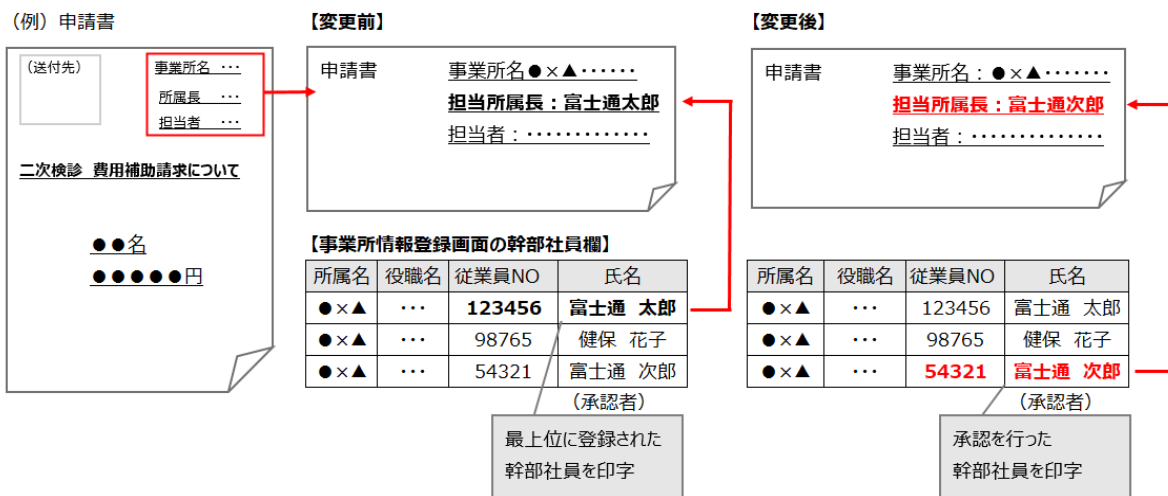 （例）申請書
（送付先）
事業所名 ･･･
所属長 ･･･
担当者 ･･･
二次検診 費用補助請求について
●●名
●●●●●円
【変更前】
申請書
事業所名●×▲･･････
担当所属長：富士通太郎
担当者：･････････････
【事業所情報登録画面の幹部社員欄】
所属名 役職名 従業員NO 氏名
●×▲ ･･･ 123456 富士通 太郎
●×▲ ･･･ 98765 健保 花子
●×▲ ･･･ 54321 富士通 次郎
（承認者）
最上位に登録された
幹部社員を印字
【変更後】
申請書
事業所名：●×▲･･･････
担当所属長：富士通次郎
担当者：･･････････････
所属名 役職名 従業員NO 氏名
●×▲ ･･･ 123456 富士通 太郎
●×▲ ･･･ 98765 健保 花子
●×▲ ･･･ 54321 富士通 次郎
（承認者）
承認を行った
幹部社員を印字